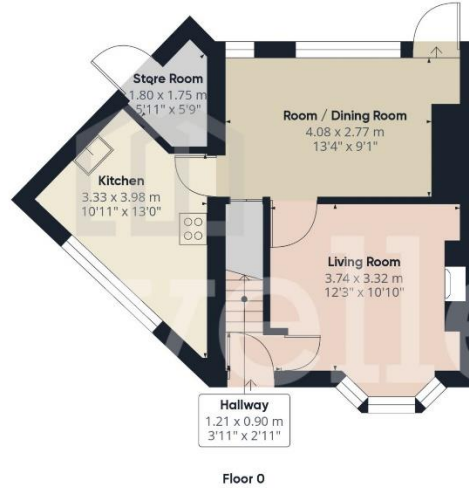 Store Room
1.80 x 1.75 m
5'11" x 5'9"
Room / Dining Room
4.08 x 2.77 m
13'4" x 9'1"
Kitchen
3.33 x 3.98 m
10'11" x 13'0"
Living Room
3.74 x 3.32 m
12'3" x 10'10"
Hallway
1.21 x 0.90 m
3'11" x 2'11"
Floor 0